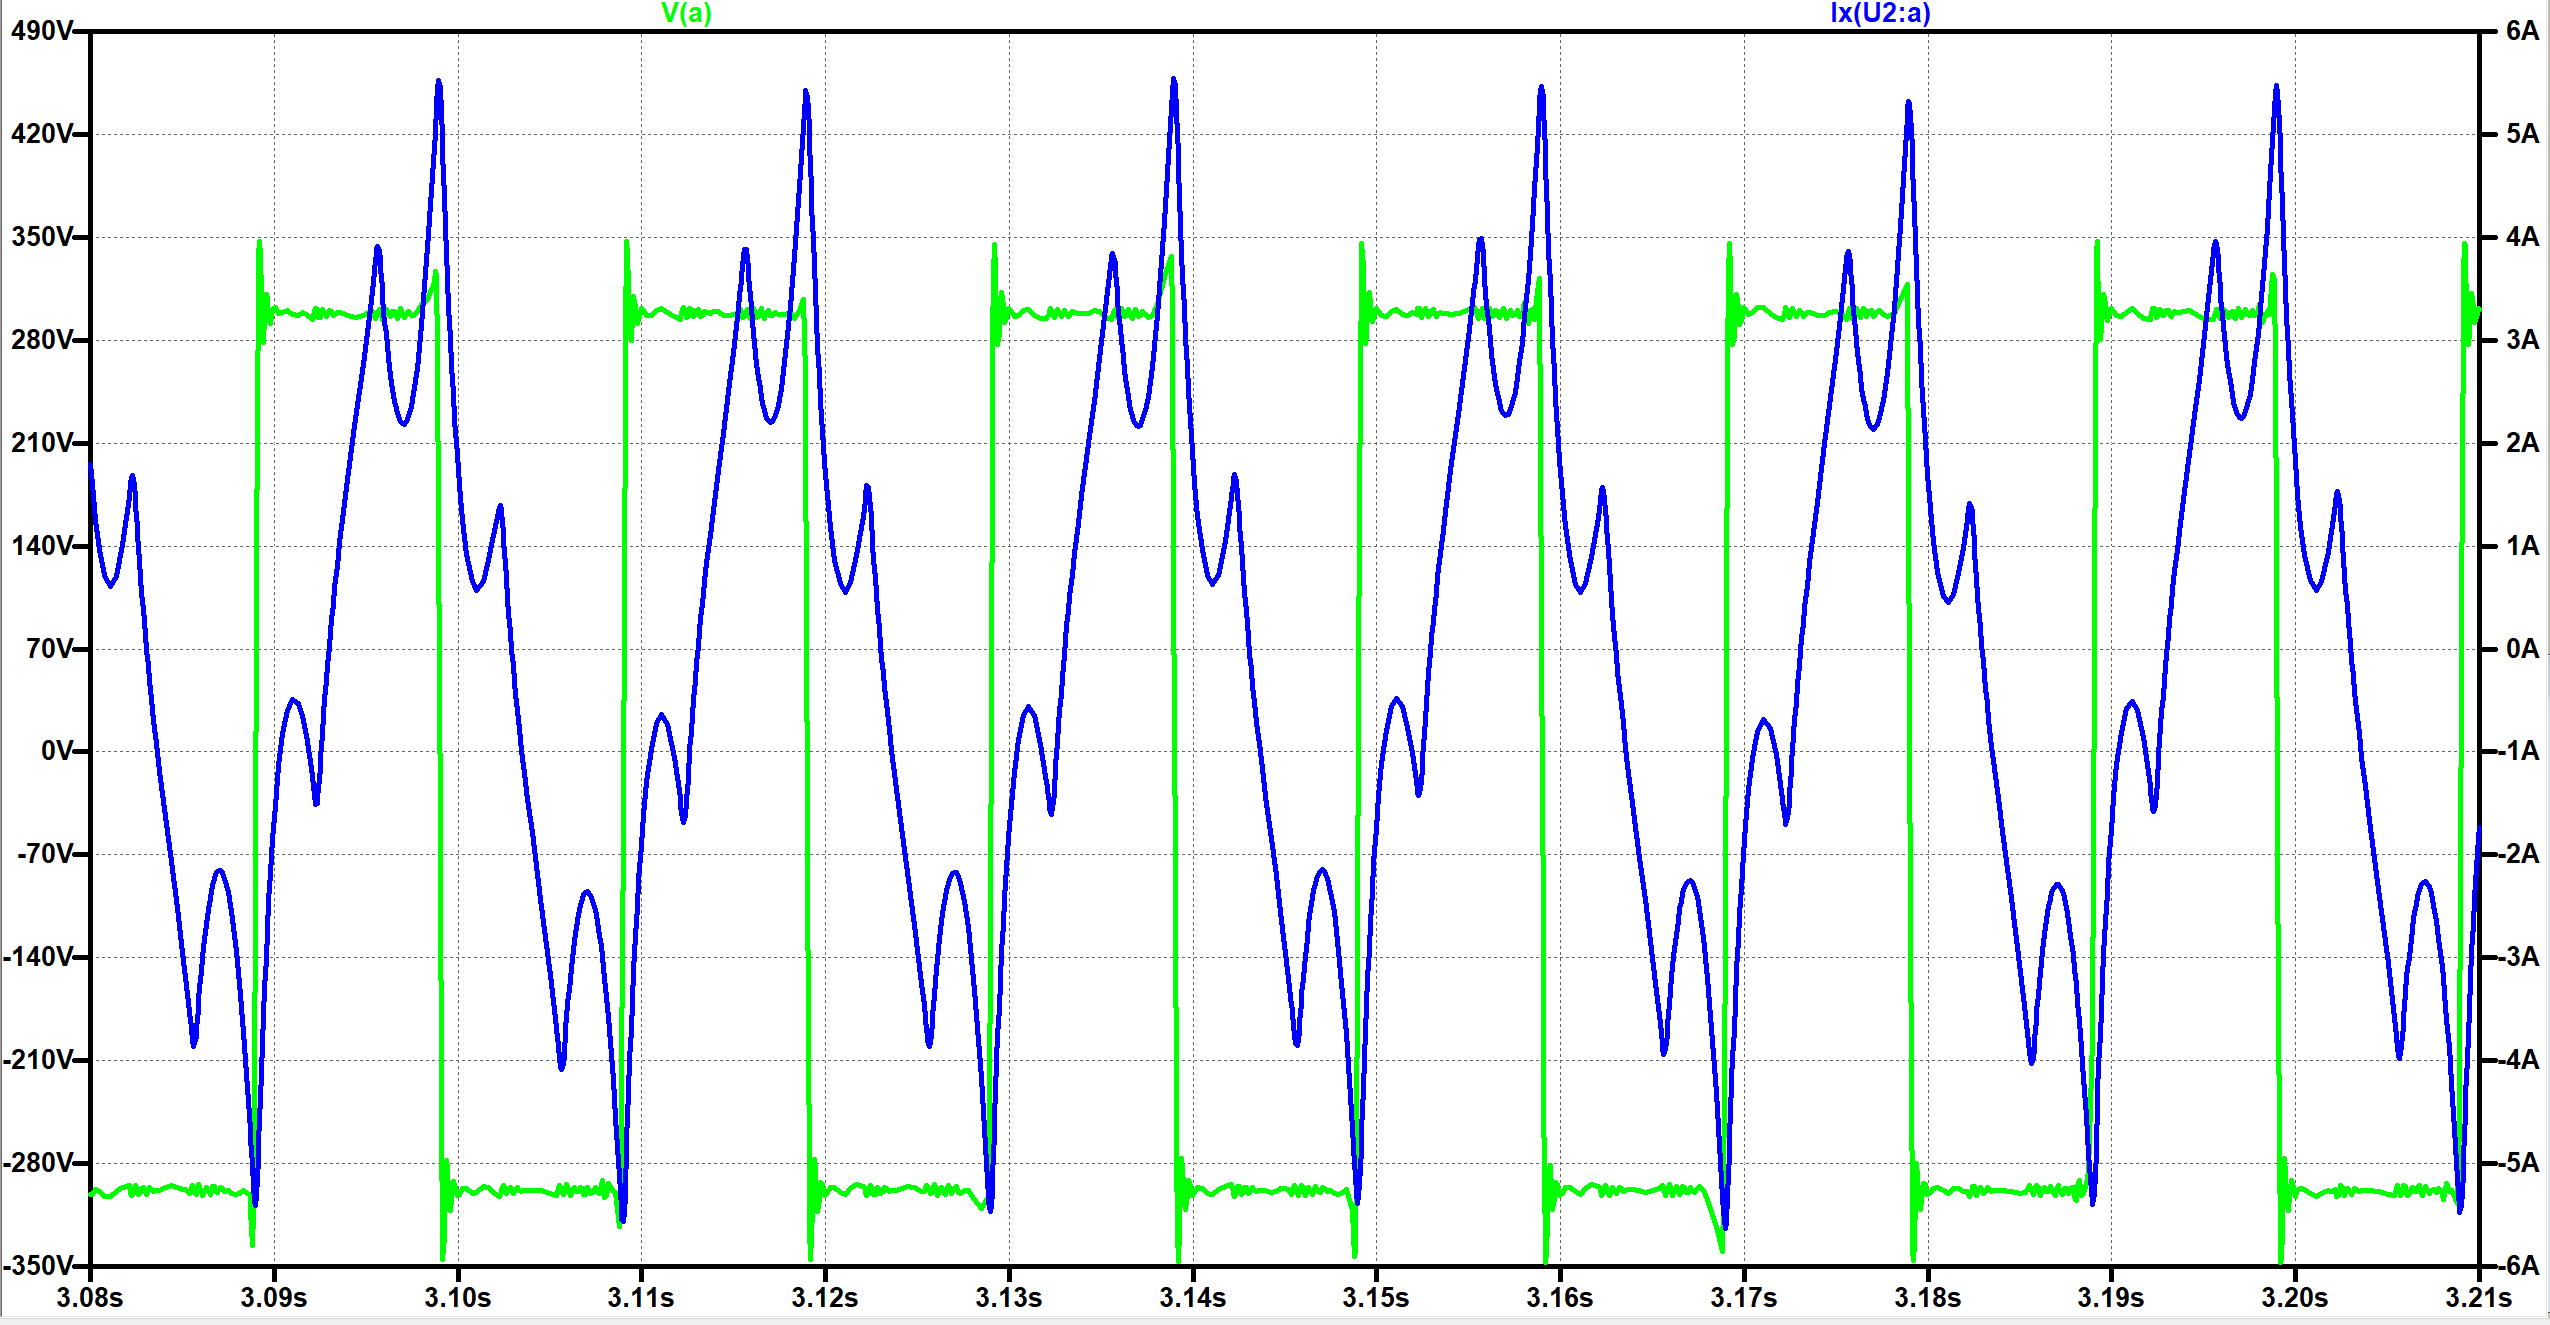 V(a) Ix(U2:a)
490V 6A
420V 5A
350V 4A
280V 3A
210V 2A
140V 1A
70V 0A
0V -1A
-70V -2A
-140V -3A
-210V -4A
-280V -5A
-350V -6A
3.08s 3.09s 3.10s 3.11s 3.12s 3.13s 3.14s 3.15s 3.16s 3.17s 3.18s 3.19s 3.20s 3.21s